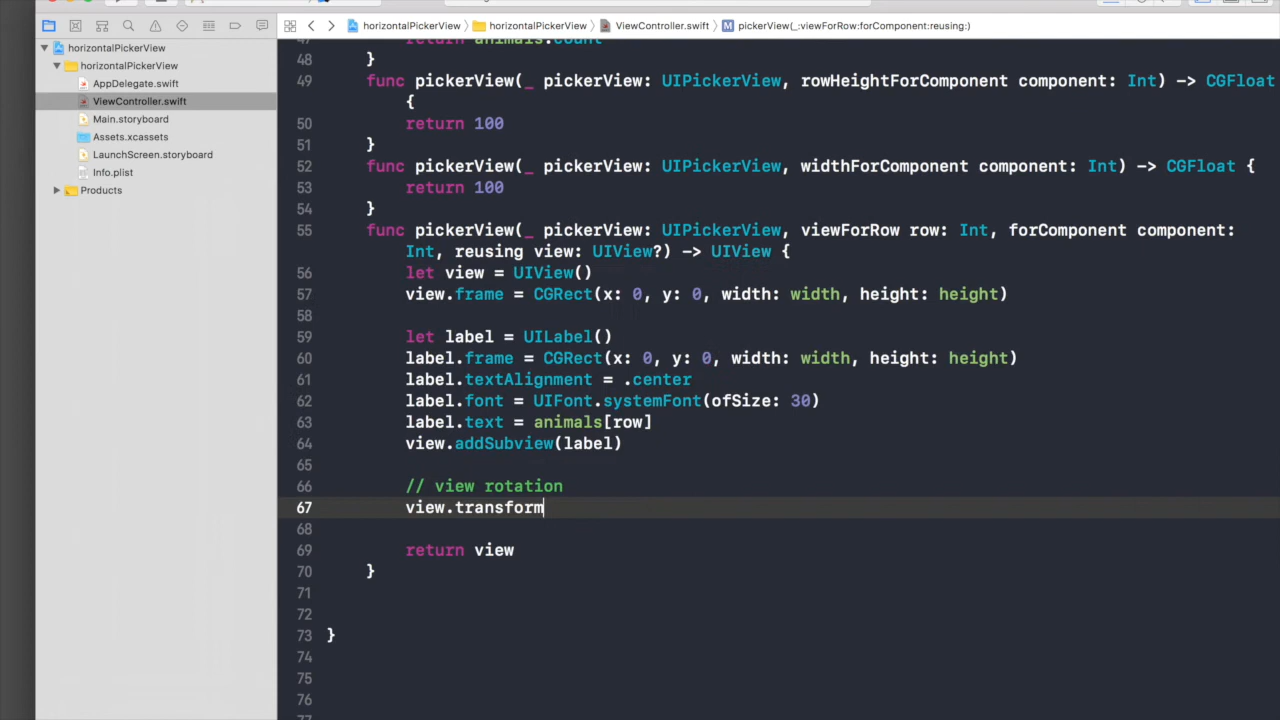 horizontalPickerView
horizontalPickerView
ViewController.swift
pickerView(_:viewForRow:forComponent:reusing:)
horizontalPickerView
horizontalPickerView
AppDelegate.swift
ViewController.swift
Main.storyboard
Assets.xcassets
LaunchScreen.storyboard
Info.plist
Products
return animals.count
48 }
49 func pickerView(_ pickerView: UIPickerView, rowHeightForComponent component: Int) -> CGFloat
{
50 return 100
51 }
52 func pickerView(_ pickerView: UIPickerView, widthForComponent component: Int) -> CGFloat {
53 return 100
54 }
55 func pickerView(_ pickerView: UIPickerView, viewForRow row: Int, forComponent component:
Int, reusing view: UIView?) -> UIView {
56 let view = UIView()
57 view.frame = CGRect(x: 0, y: 0, width: width, height: height)
58
59 let label = UILabel()
60 label.frame = CGRect(x: 0, y: 0, width: width, height: height)
61 label.textAlignment = .center
62 label.font = UIFont.systemFont(ofSize: 30)
63 label.text = animals[row]
64 view.addSubview(label)
65
66 // view rotation
67 view.transform
68
69 return view
70 }
71
72
73 }
74
75
76